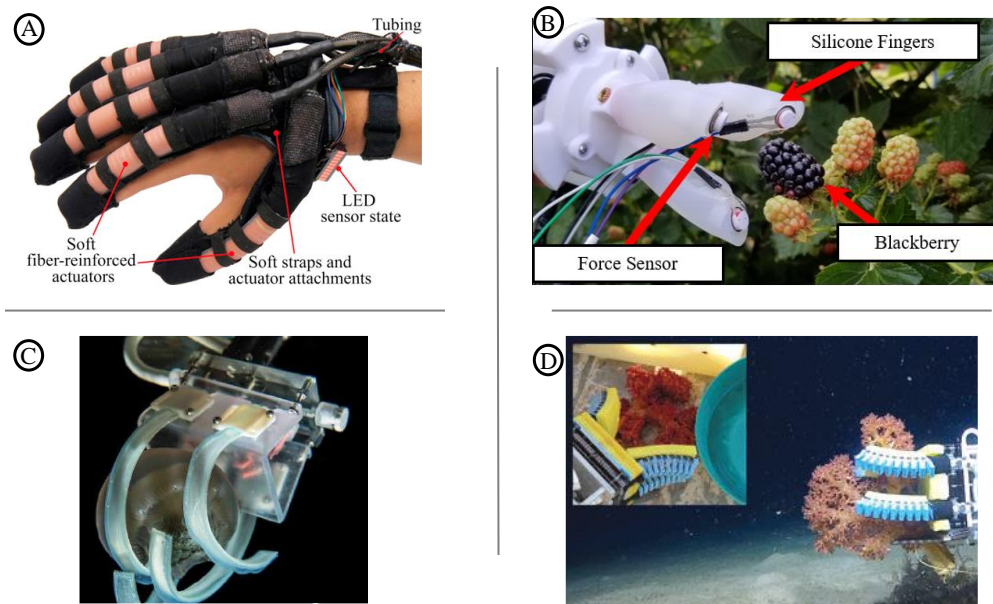 A
Tubing
LED
sensor state
Soft
fiber-reinforced
actuators
Soft straps and
actuator attachments
B
Silicone Fingers
Blackberry
Force Sensor
C
D